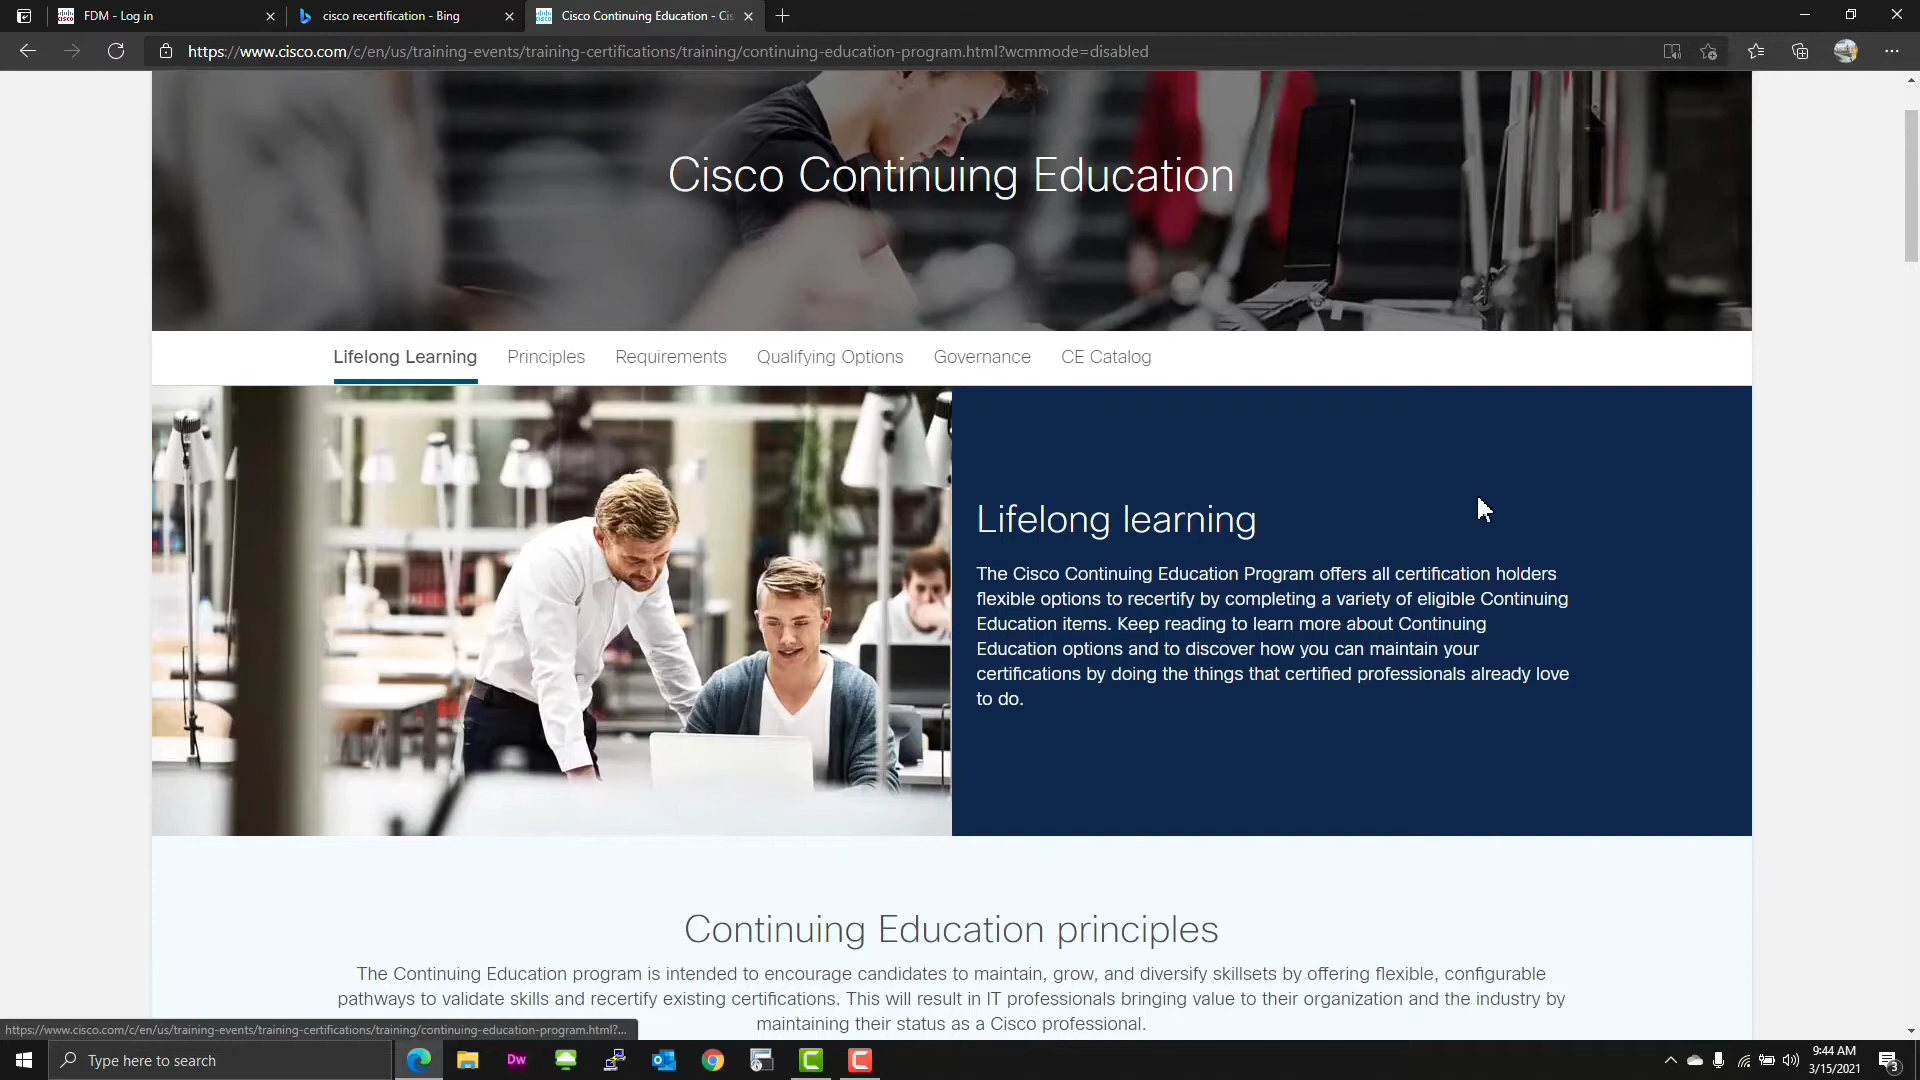 FDM - Log in
cisco recertification - Bing
Cisco Continuing Education - Cis
https://www.cisco.com/c/en/us/training-events/training-certifications/training/continuing-education-program.html?wcmmode=disabled
Cisco Continuing Education
Lifelong Learning Principles Requirements Qualifying Options Governance CE Catalog
Lifelong learning
The Cisco Continuing Education Program offers all certification holders
flexible options to recertify by completing a variety of eligible Continuing
Education items. Keep reading to learn more about Continuing
Education options and to discover how you can maintain your
certifications by doing the things that certified professionals already love
to do.
Continuing Education principles
The Continuing Education program is intended to encourage candidates to maintain, grow, and diversify skillsets by offering flexible, configurable
pathways to validate skills and recertify existing certifications. This will result in IT professionals bringing value to their organization and the industry by
maintaining their status as a Cisco professional.
https://www.cisco.com/c/en/us/training-events/training-certifications/training/continuing-education-program.html?...
Type here to search
Dw
9:44 AM
3/15/2021
3